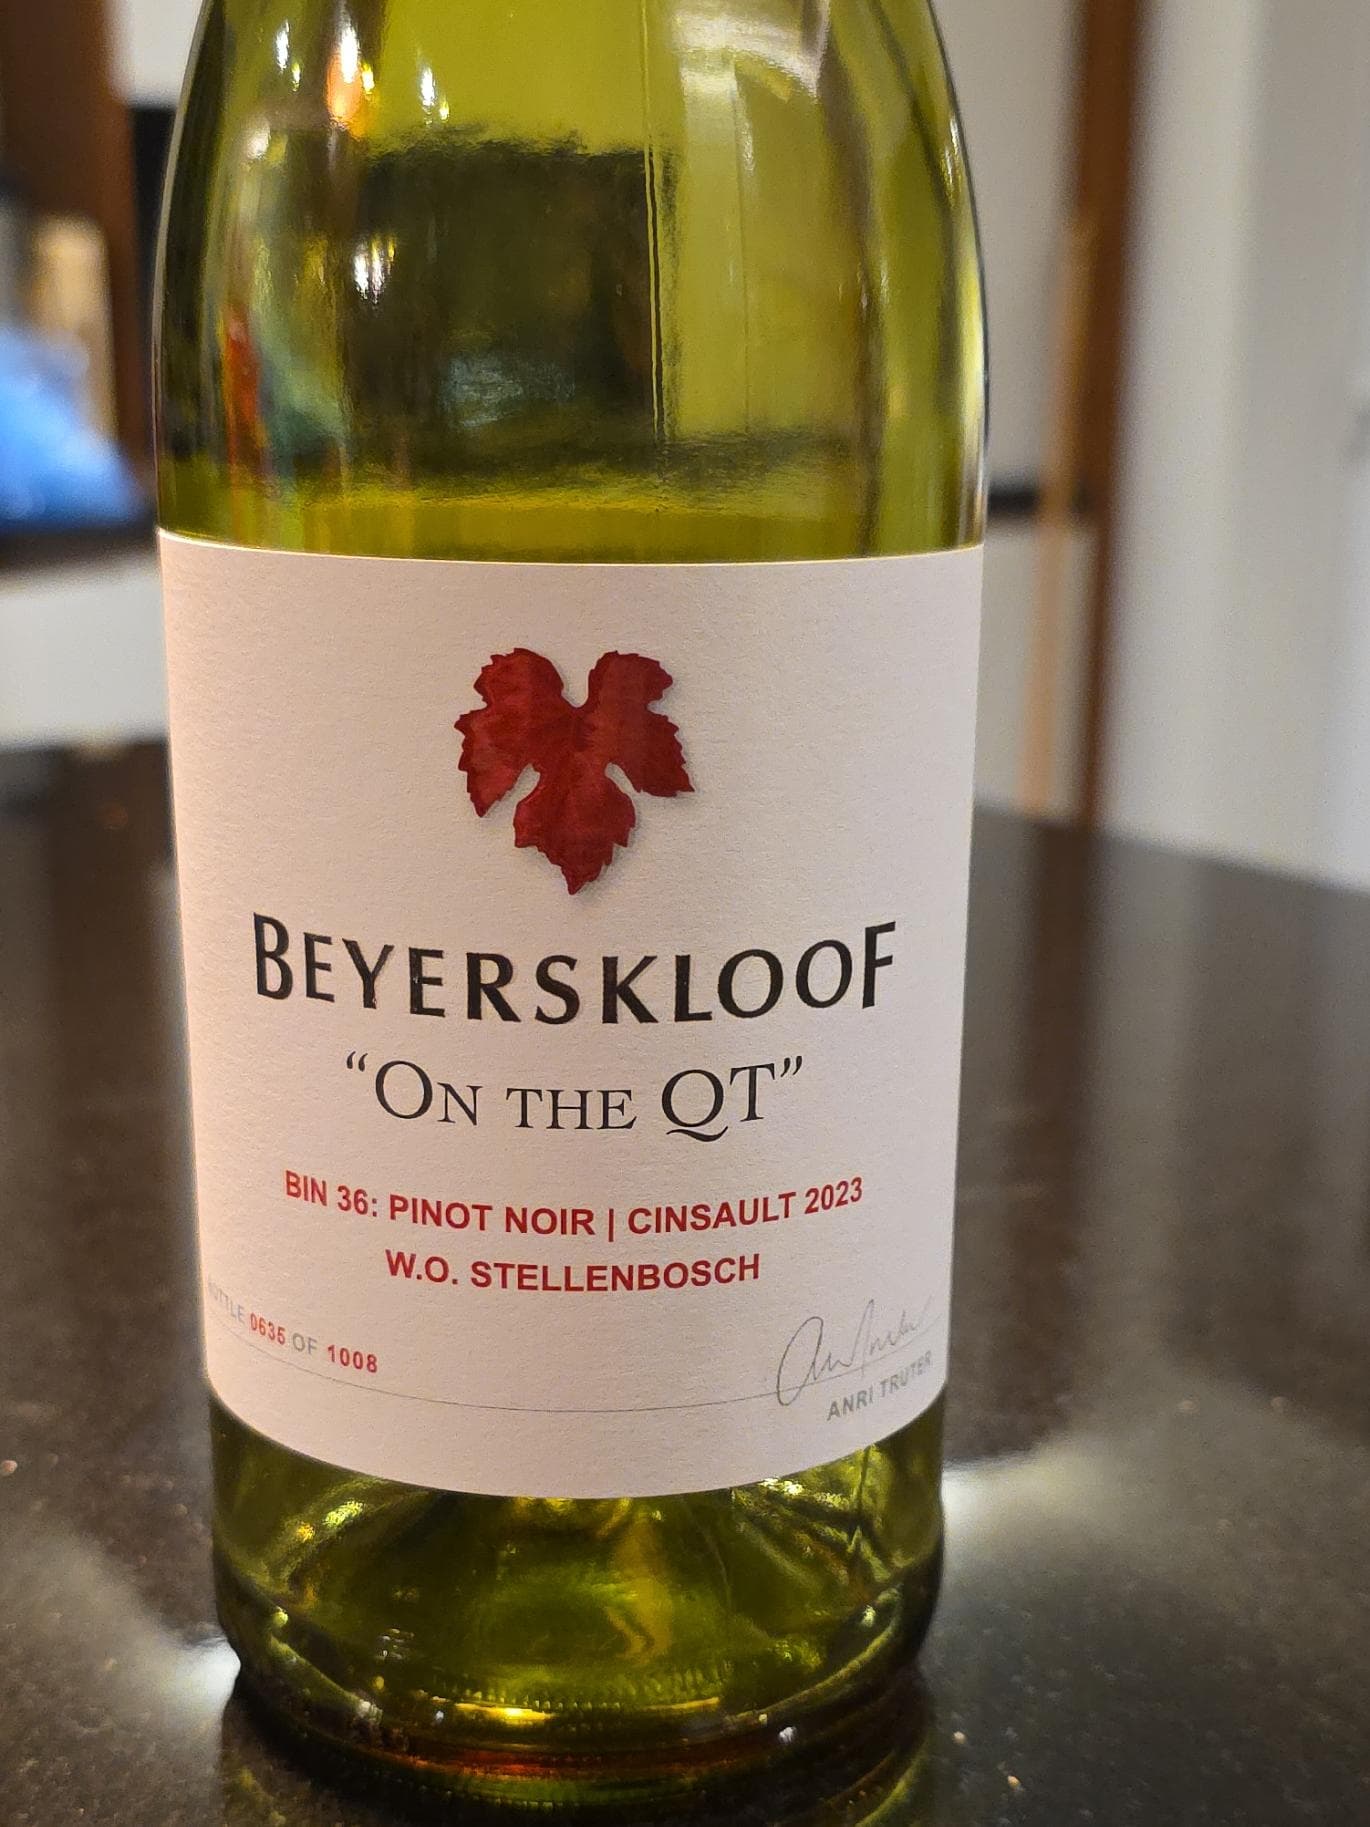 BEYERSKLOOF
“ON THE QT”
BIN 36: PINOT NOIR | CINSAULT 2023
W.O. STELLENBOSCH
BOTTLE 0635 OF 1008
ANRI TRUTER